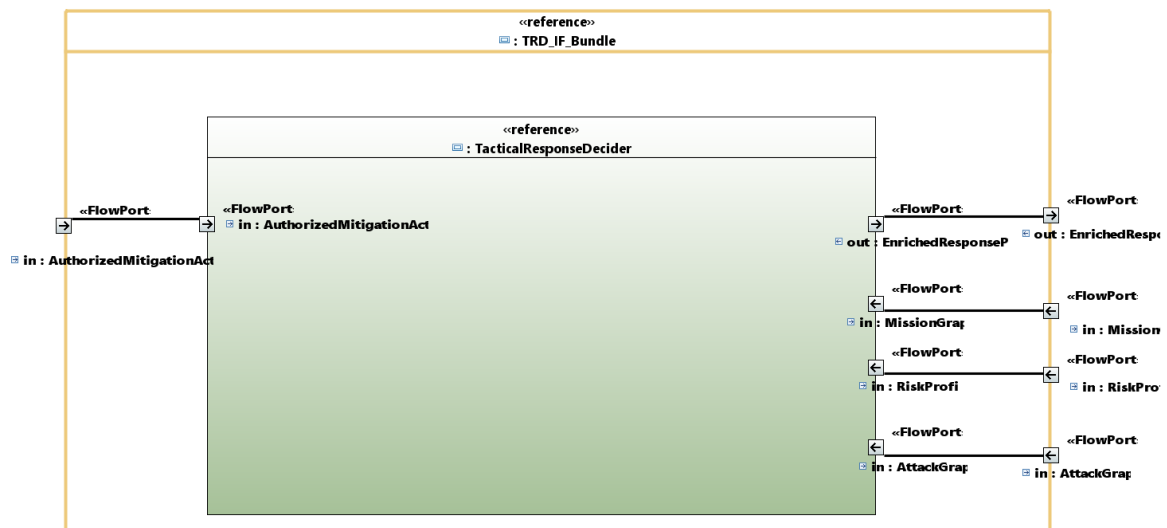 «reference»
: TRD_IF_Bundle
«reference»
: TacticalResponseDecider
«FlowPort»
in : AuthorizedMitigationAct
«FlowPort»
in : AuthorizedMitigationAct
«FlowPort»
out : EnrichedResponseP
«FlowPort»
out : EnrichedRespo
«FlowPort»
in : MissionGrap
«FlowPort»
in : Mission
«FlowPort»
in : RiskProfi
«FlowPort»
in : RiskPro
«FlowPort»
in : AttackGrap
«FlowPort»
in : AttackGrap